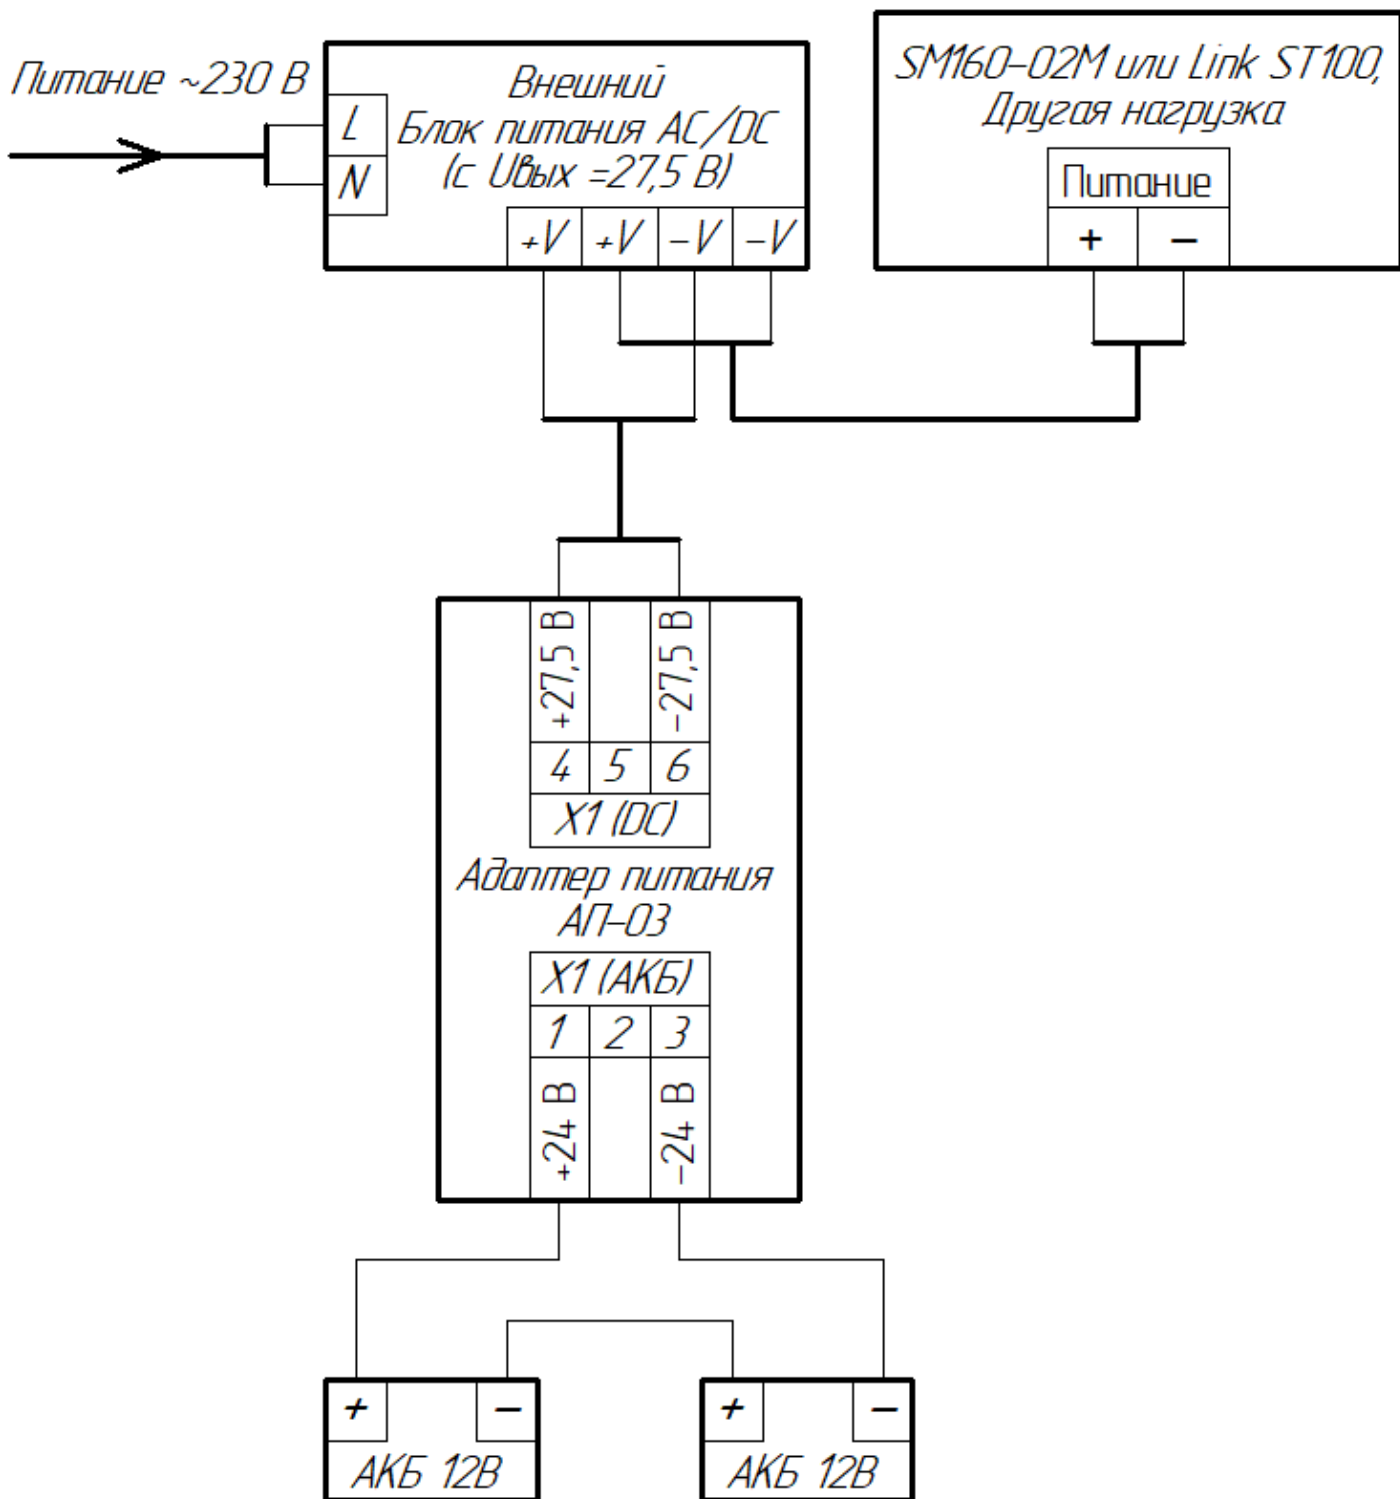 Питание ~230 В
L
N
Внешний
Блок питания AC/DC
(с Uвых =27,5 В)
+V +V -V -V
SM160-02M или Link ST100,
Другая нагрузка
Питание
+ -
+27,5 В -27,5 В
4 5 6
X1 (DC)
Адаптер питания
АП-03
X1 (АКБ)
1 2 3
+24 В -24 В
+ -
АКБ 12В
+ -
АКБ 12В